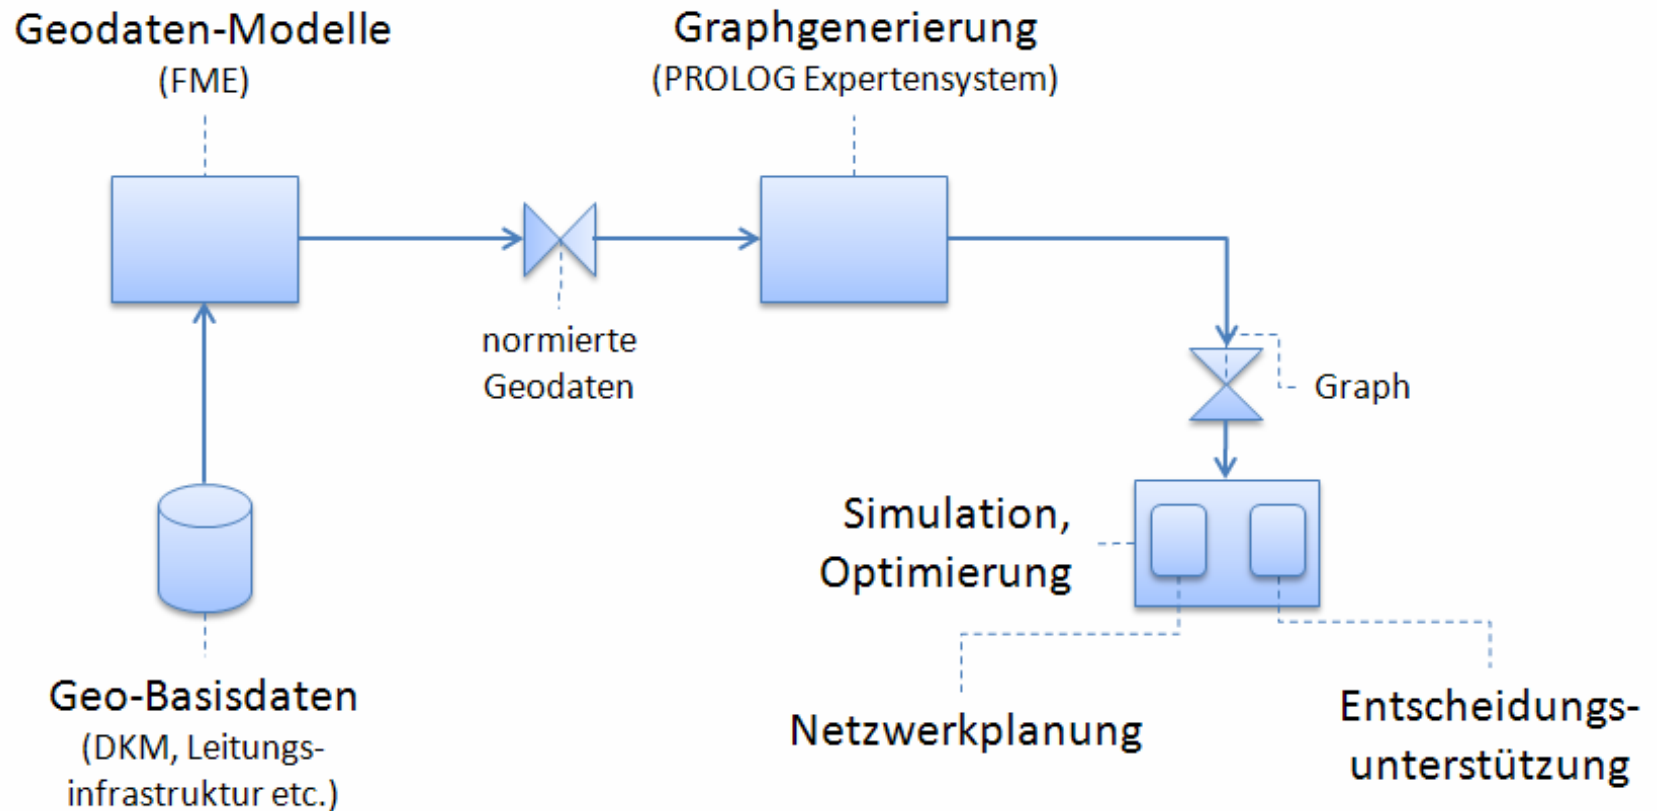 Geodaten-Modelle
(FME)
Graphgenerierung
(PROLOG Expertensystem)
normierte
Geodaten
Graph
Simulation,
Optimierung
Geo-Basisdaten
(DKM, Leitungs-
infrastruktur etc.)
Netzwerkplanung
Entscheidungs-
unterstützung